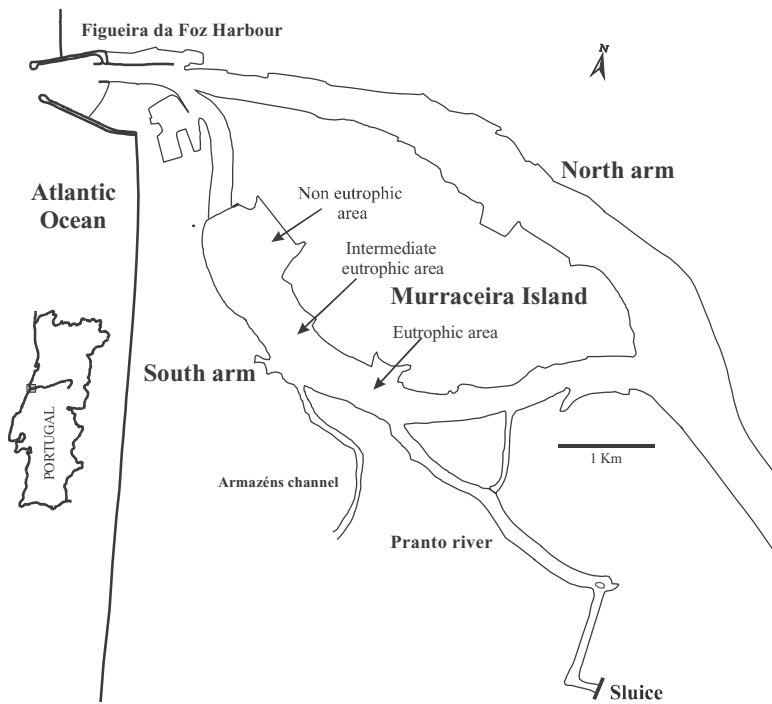 Figueira da Foz Harbour
N
North arm
Atlantic
Ocean
Non eutrophic
area
Intermediate
eutrophic area
Murraceira Island
Eutrophic area
South arm
PORTUGAL
1 Km
Armazéns channel
Pranto river
Sluice